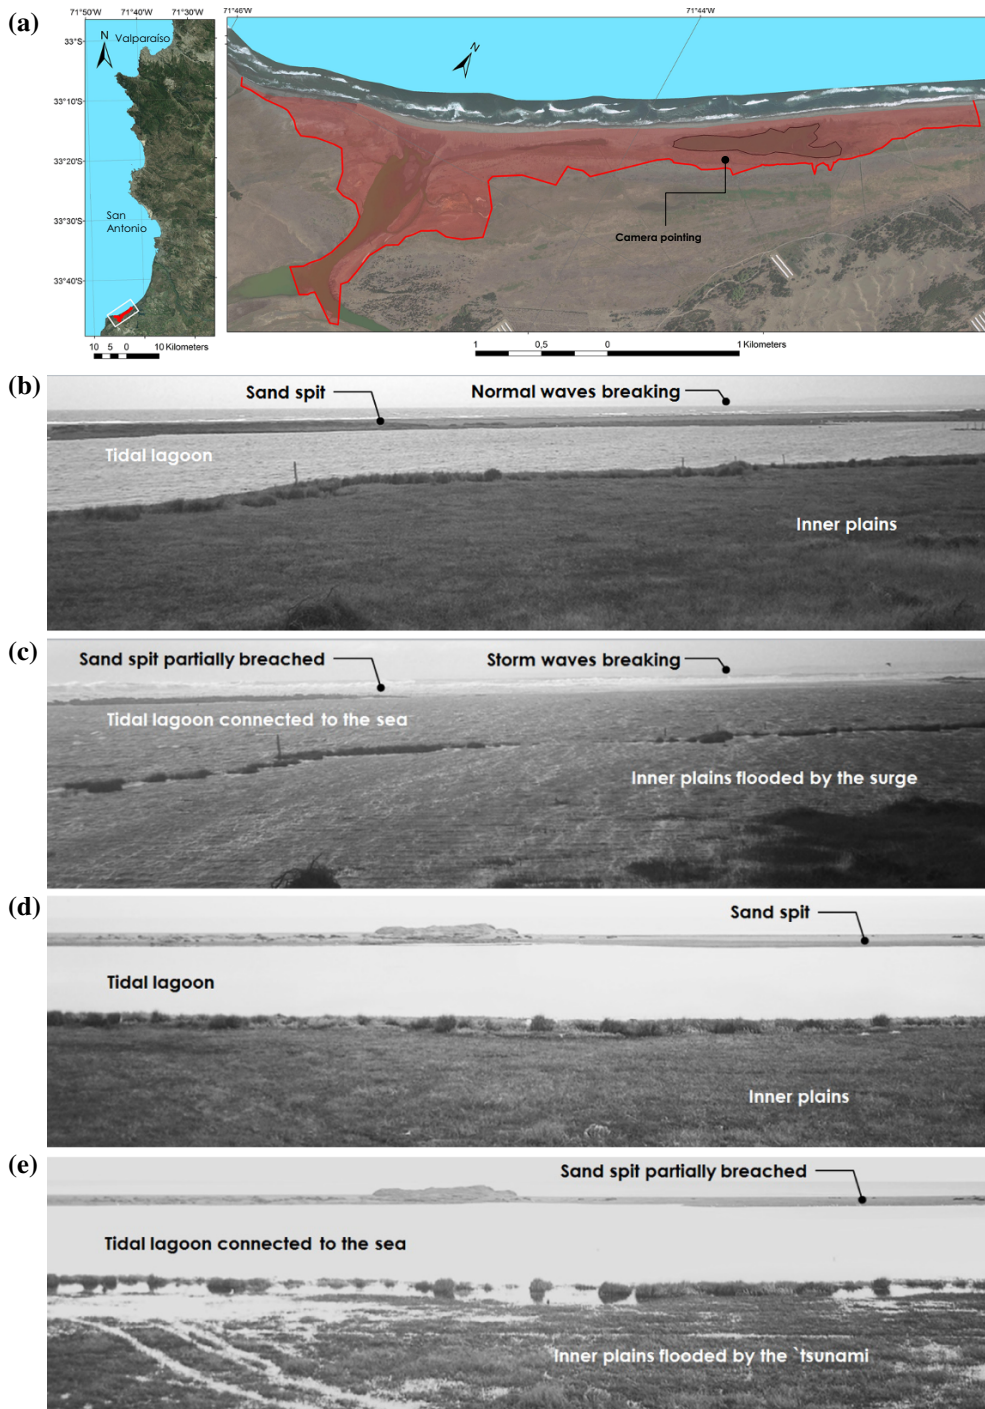 (a)
71°50'W 71°40'W 71°30'W
33°S
33°10'S
33°20'S
33°30'S
33°40'S
N
Valparaíso
San
Antonio
10 5 0 10 Kilometers
71°46'W 71°44'W
N
Camera pointing
1 0,5 0 1 Kilometers
(b)
Sand spit
Normal waves breaking
Tidal lagoon
Inner plains
(c)
Sand spit partially breached
Storm waves breaking
Tidal lagoon connected to the sea
Inner plains flooded by the surge
(d)
Sand spit
Tidal lagoon
Inner plains
(e)
Sand spit partially breached
Tidal lagoon connected to the sea
Inner plains flooded by the `tsunami